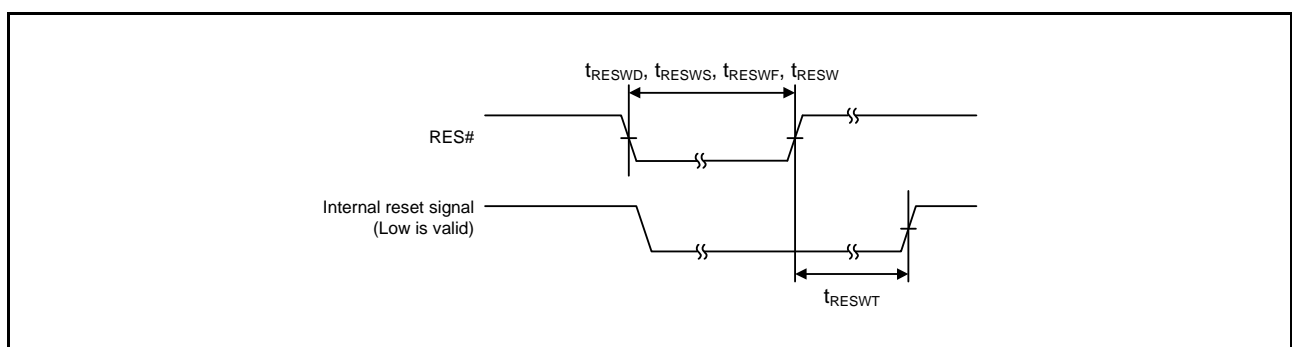 tRESWD, tRESWS, tRESWF, tRESW
RES#
Internal reset signal
(Low is valid)
tRESWT